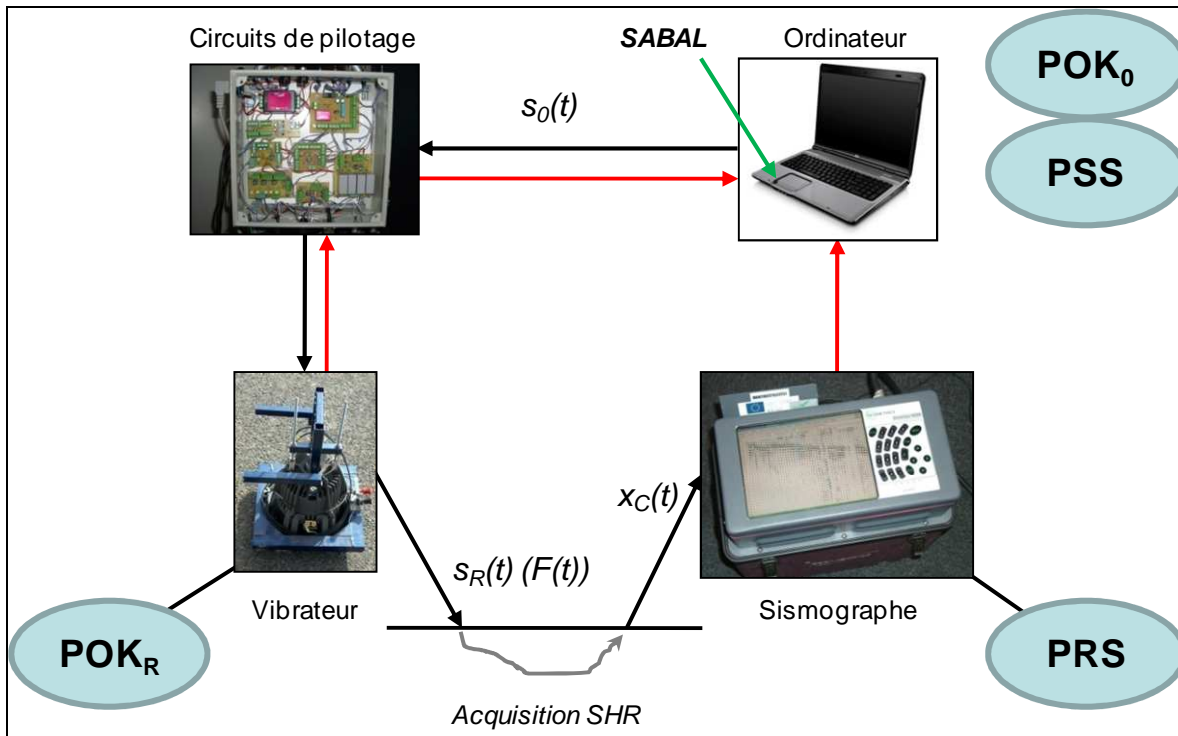 Circuits de pilotage
SABAL
Ordinateur
POK0
s0(t)
PSS
xC(t)
sR(t) (F(t))
Vibrateur
Sismographe
POKR
PRS
Acquisition SHR